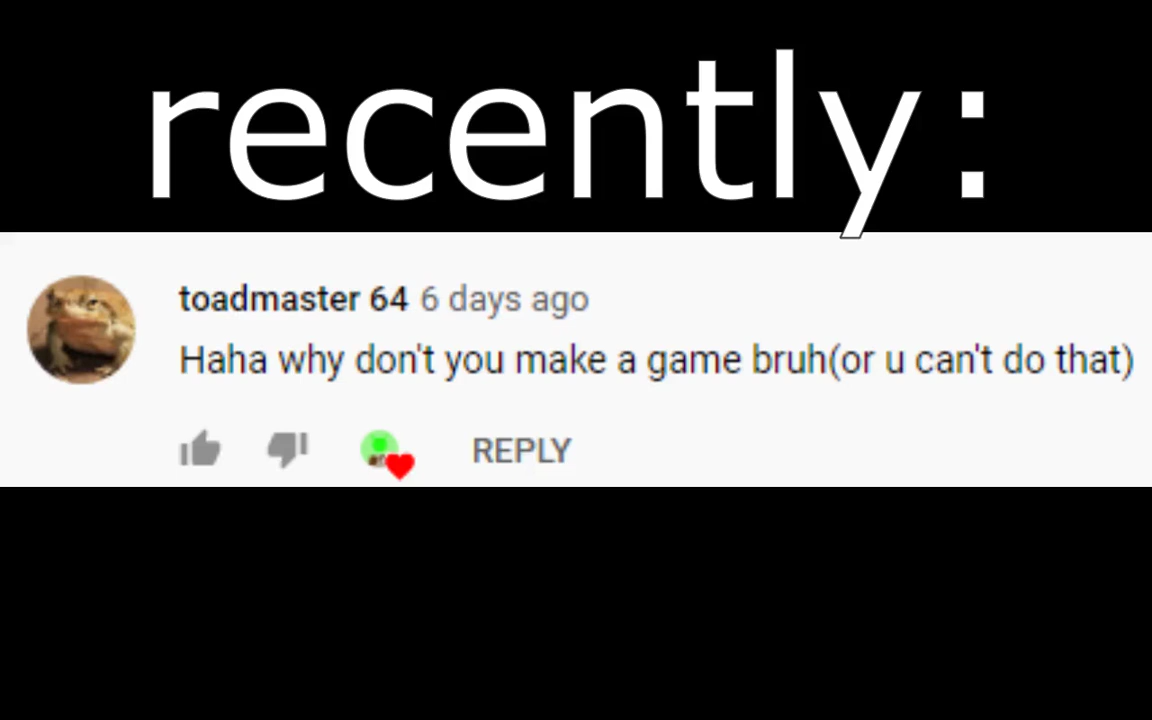 recently:
toadmaster 64 6 days ago
Haha why don't you make a game bruh(or u can't do that)
REPLY